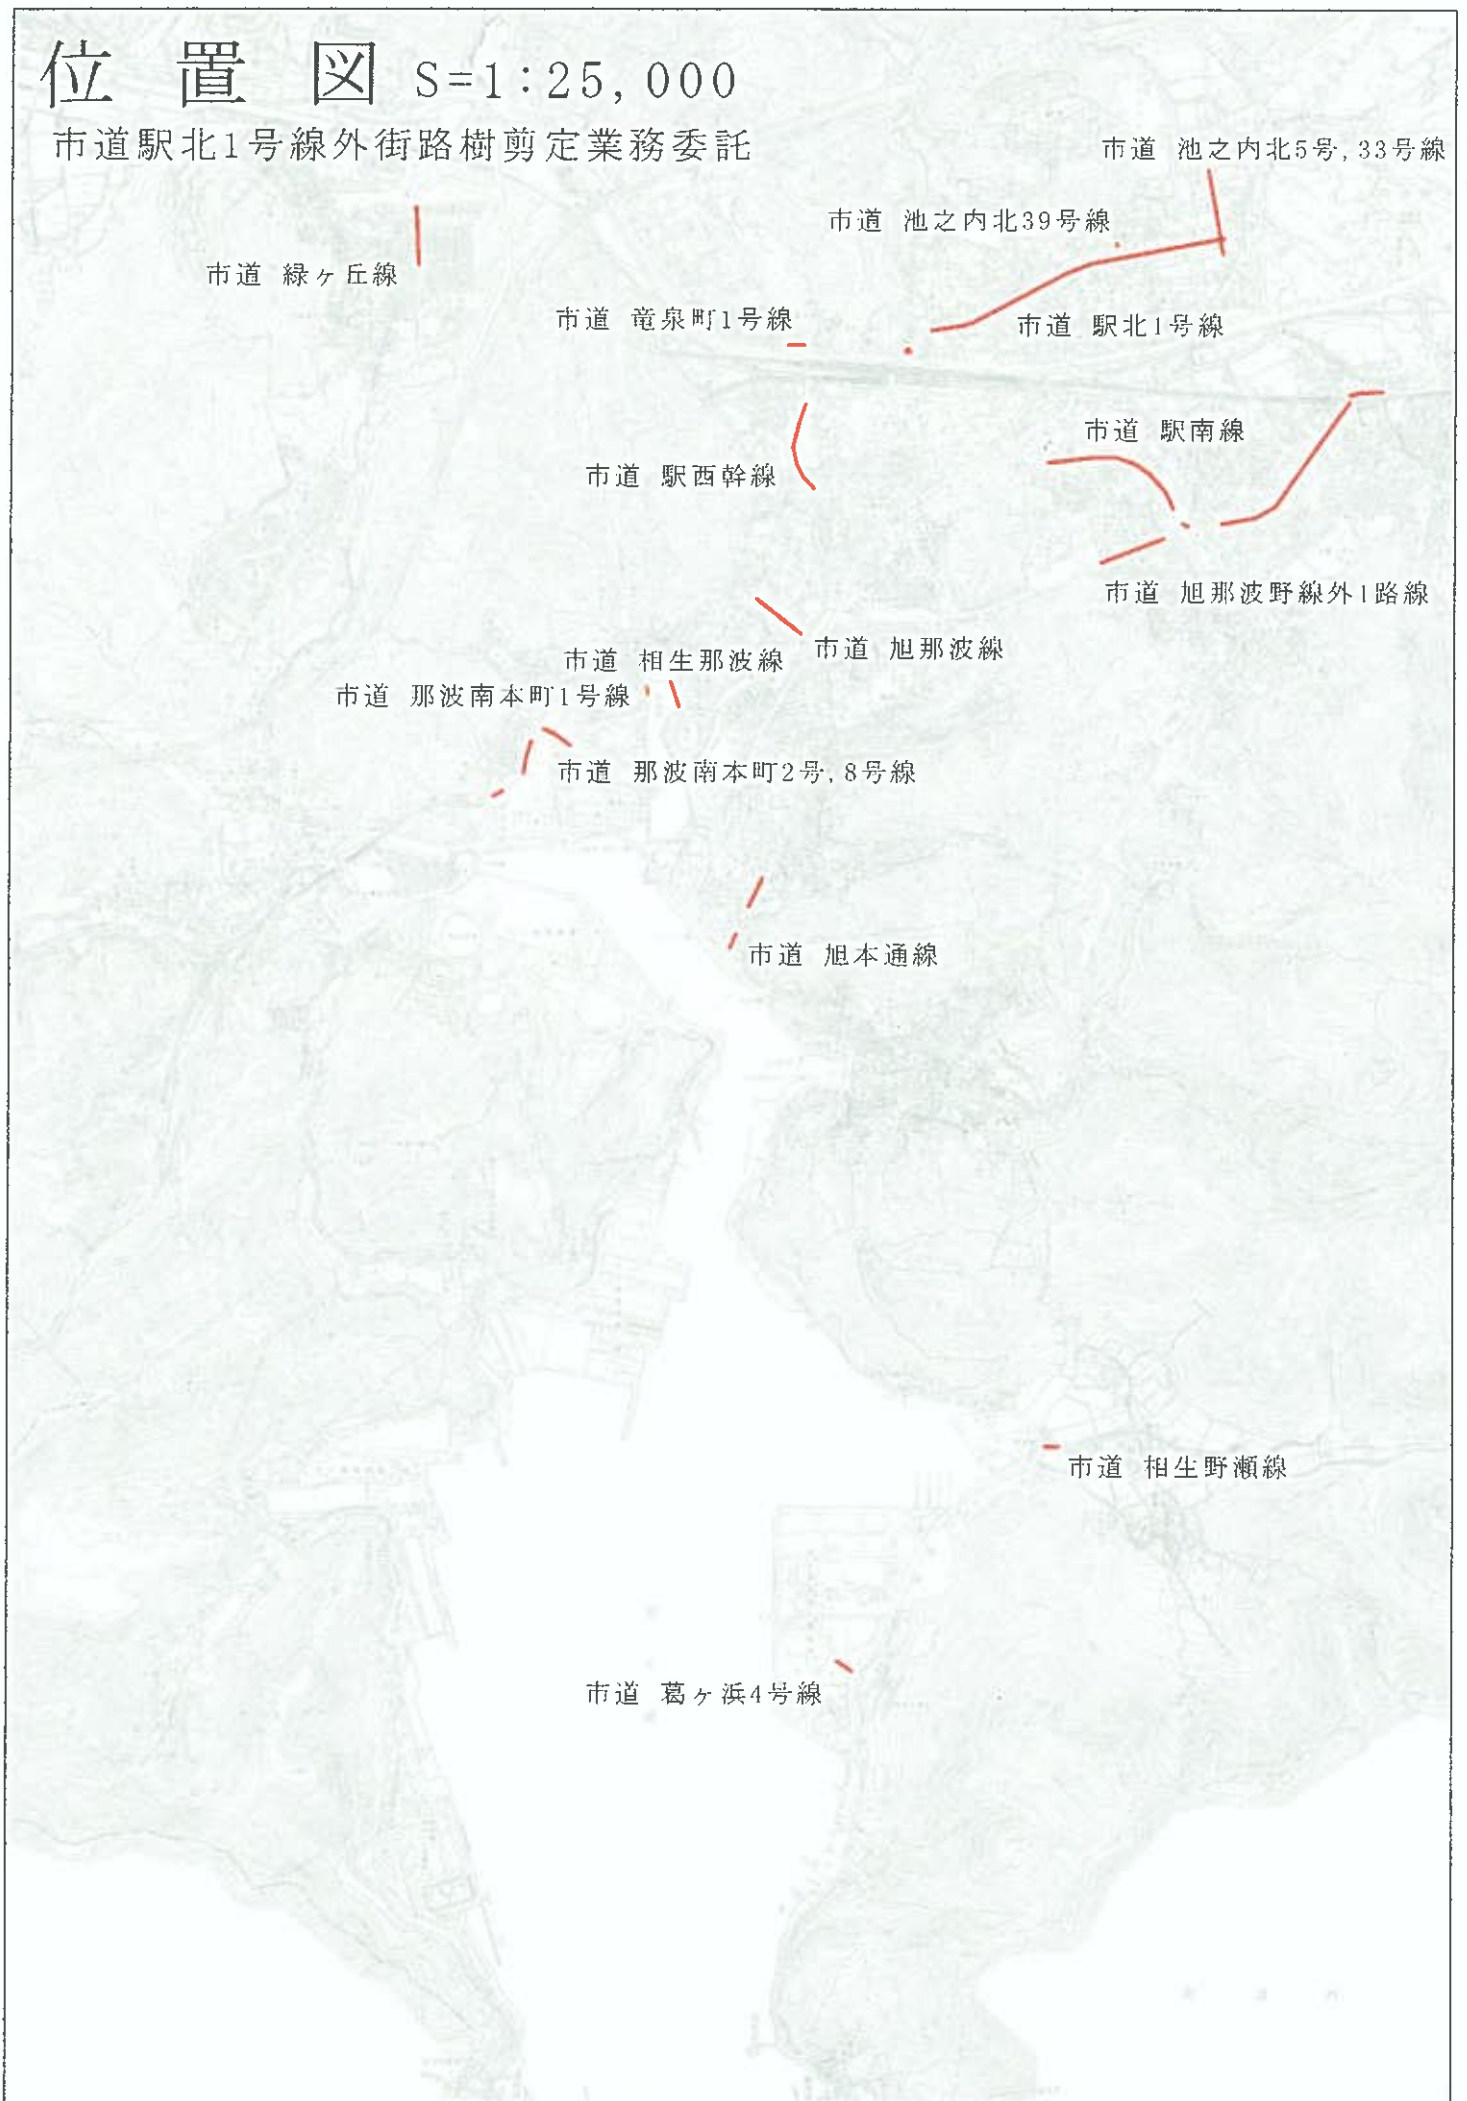 位置図 S=1:25,000
市道駅北1号線外街路樹剪定業務委託
市道 池之内北5号,33号線
市道 池之内北39号線
市道 緑ヶ丘線
市道 竜泉町1号線
市道 駅北1号線
市道 駅南線
市道 駅西幹線
市道 旭那波野線外1路線
市道 旭那波線
市道 相生那波線
市道 那波南本町1号線
市道 那波南本町2号,8号線
市道 旭本通線
市道 相生野瀬線
市道 葛ヶ浜4号線